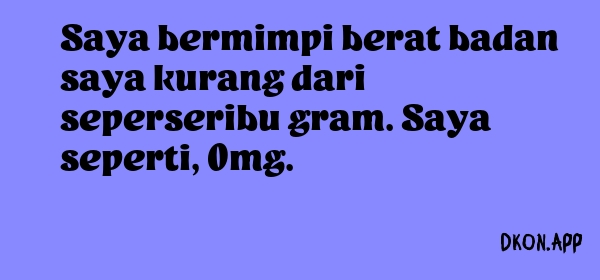 Saya bermimpi berat badan
saya kurang dari
seperseribu gram. Saya
seperti, 0mg.
DKON.APP